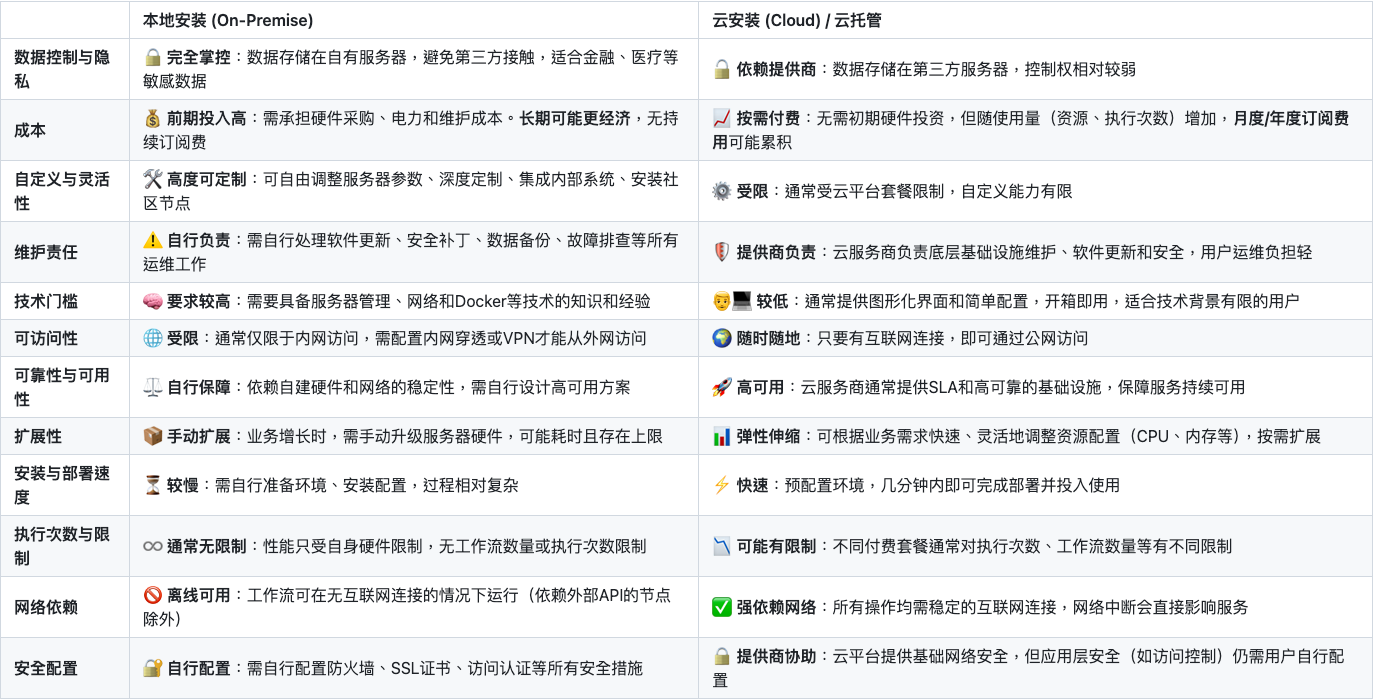 本地安装 (On-Premise)
云安装 (Cloud) / 云托管
数据控制与隐
私
🔒 完全掌控：数据存储在自有服务器，避免第三方接触，适合金融、医疗等
敏感数据
🔓 依赖提供商：数据存储在第三方服务器，控制权相对较弱
成本
💰 前期投入高：需承担硬件采购、电力和维护成本。长期可能更经济，无持
续订阅费
📈 按需付费：无需初期硬件投资，但随使用量（资源、执行次数）增加，月度/年度订阅费
用可能累积
自定义与灵活
性
🛠️ 高度可定制：可自由调整服务器参数、深度定制、集成内部系统、安装社
区节点
⚙️ 受限：通常受云平台套餐限制，自定义能力有限
维护责任
⚠️ 自行负责：需自行处理软件更新、安全补丁、数据备份、故障排查等所有
运维工作
🛡️ 提供商负责：云服务商负责底层基础设施维护、软件更新和安全，用户运维负担轻
技术门槛
🧠 要求较高：需要具备服务器管理、网络和Docker等技术的知识和经验
👨💻 较低：通常提供图形化界面和简单配置，开箱即用，适合技术背景有限的用户
可访问性
🌐 受限：通常仅限于内网访问，需配置内网穿透或VPN才能从外网访问
🌍 随时随地：只要有互联网连接，即可通过公网访问
可靠性与可用
性
⚖️ 自行保障：依赖自建硬件和网络的稳定性，需自行设计高可用方案
🚀 高可用：云服务商通常提供SLA和高可靠的基础设施，保障服务持续可用
扩展性
📦 手动扩展：业务增长时，需手动升级服务器硬件，可能耗时且存在上限
📊 弹性伸缩：可根据业务需求快速、灵活地调整资源配置（CPU、内存等），按需扩展
安装与部署速
度
⏳ 较慢：需自行准备环境、安装配置，过程相对复杂
⚡ 快速：预配置环境，几分钟内即可完成部署并投入使用
执行次数与限
制
♾️ 通常无限制：性能只受自身硬件限制，无工作流数量或执行次数限制
📉 可能有限制：不同付费套餐通常对执行次数、工作流数量等有不同限制
网络依赖
🚫 离线可用：工作流可在无互联网连接的情况下运行（依赖外部API的节点
除外）
✅ 强依赖网络：所有操作均需稳定的互联网连接，网络中断会直接影响服务
安全配置
🔐 自行配置：需自行配置防火墙、SSL证书、访问认证等所有安全措施
🔒 提供商协助：云平台提供基础网络安全，但应用层安全（如访问控制）仍需用户自行配
置